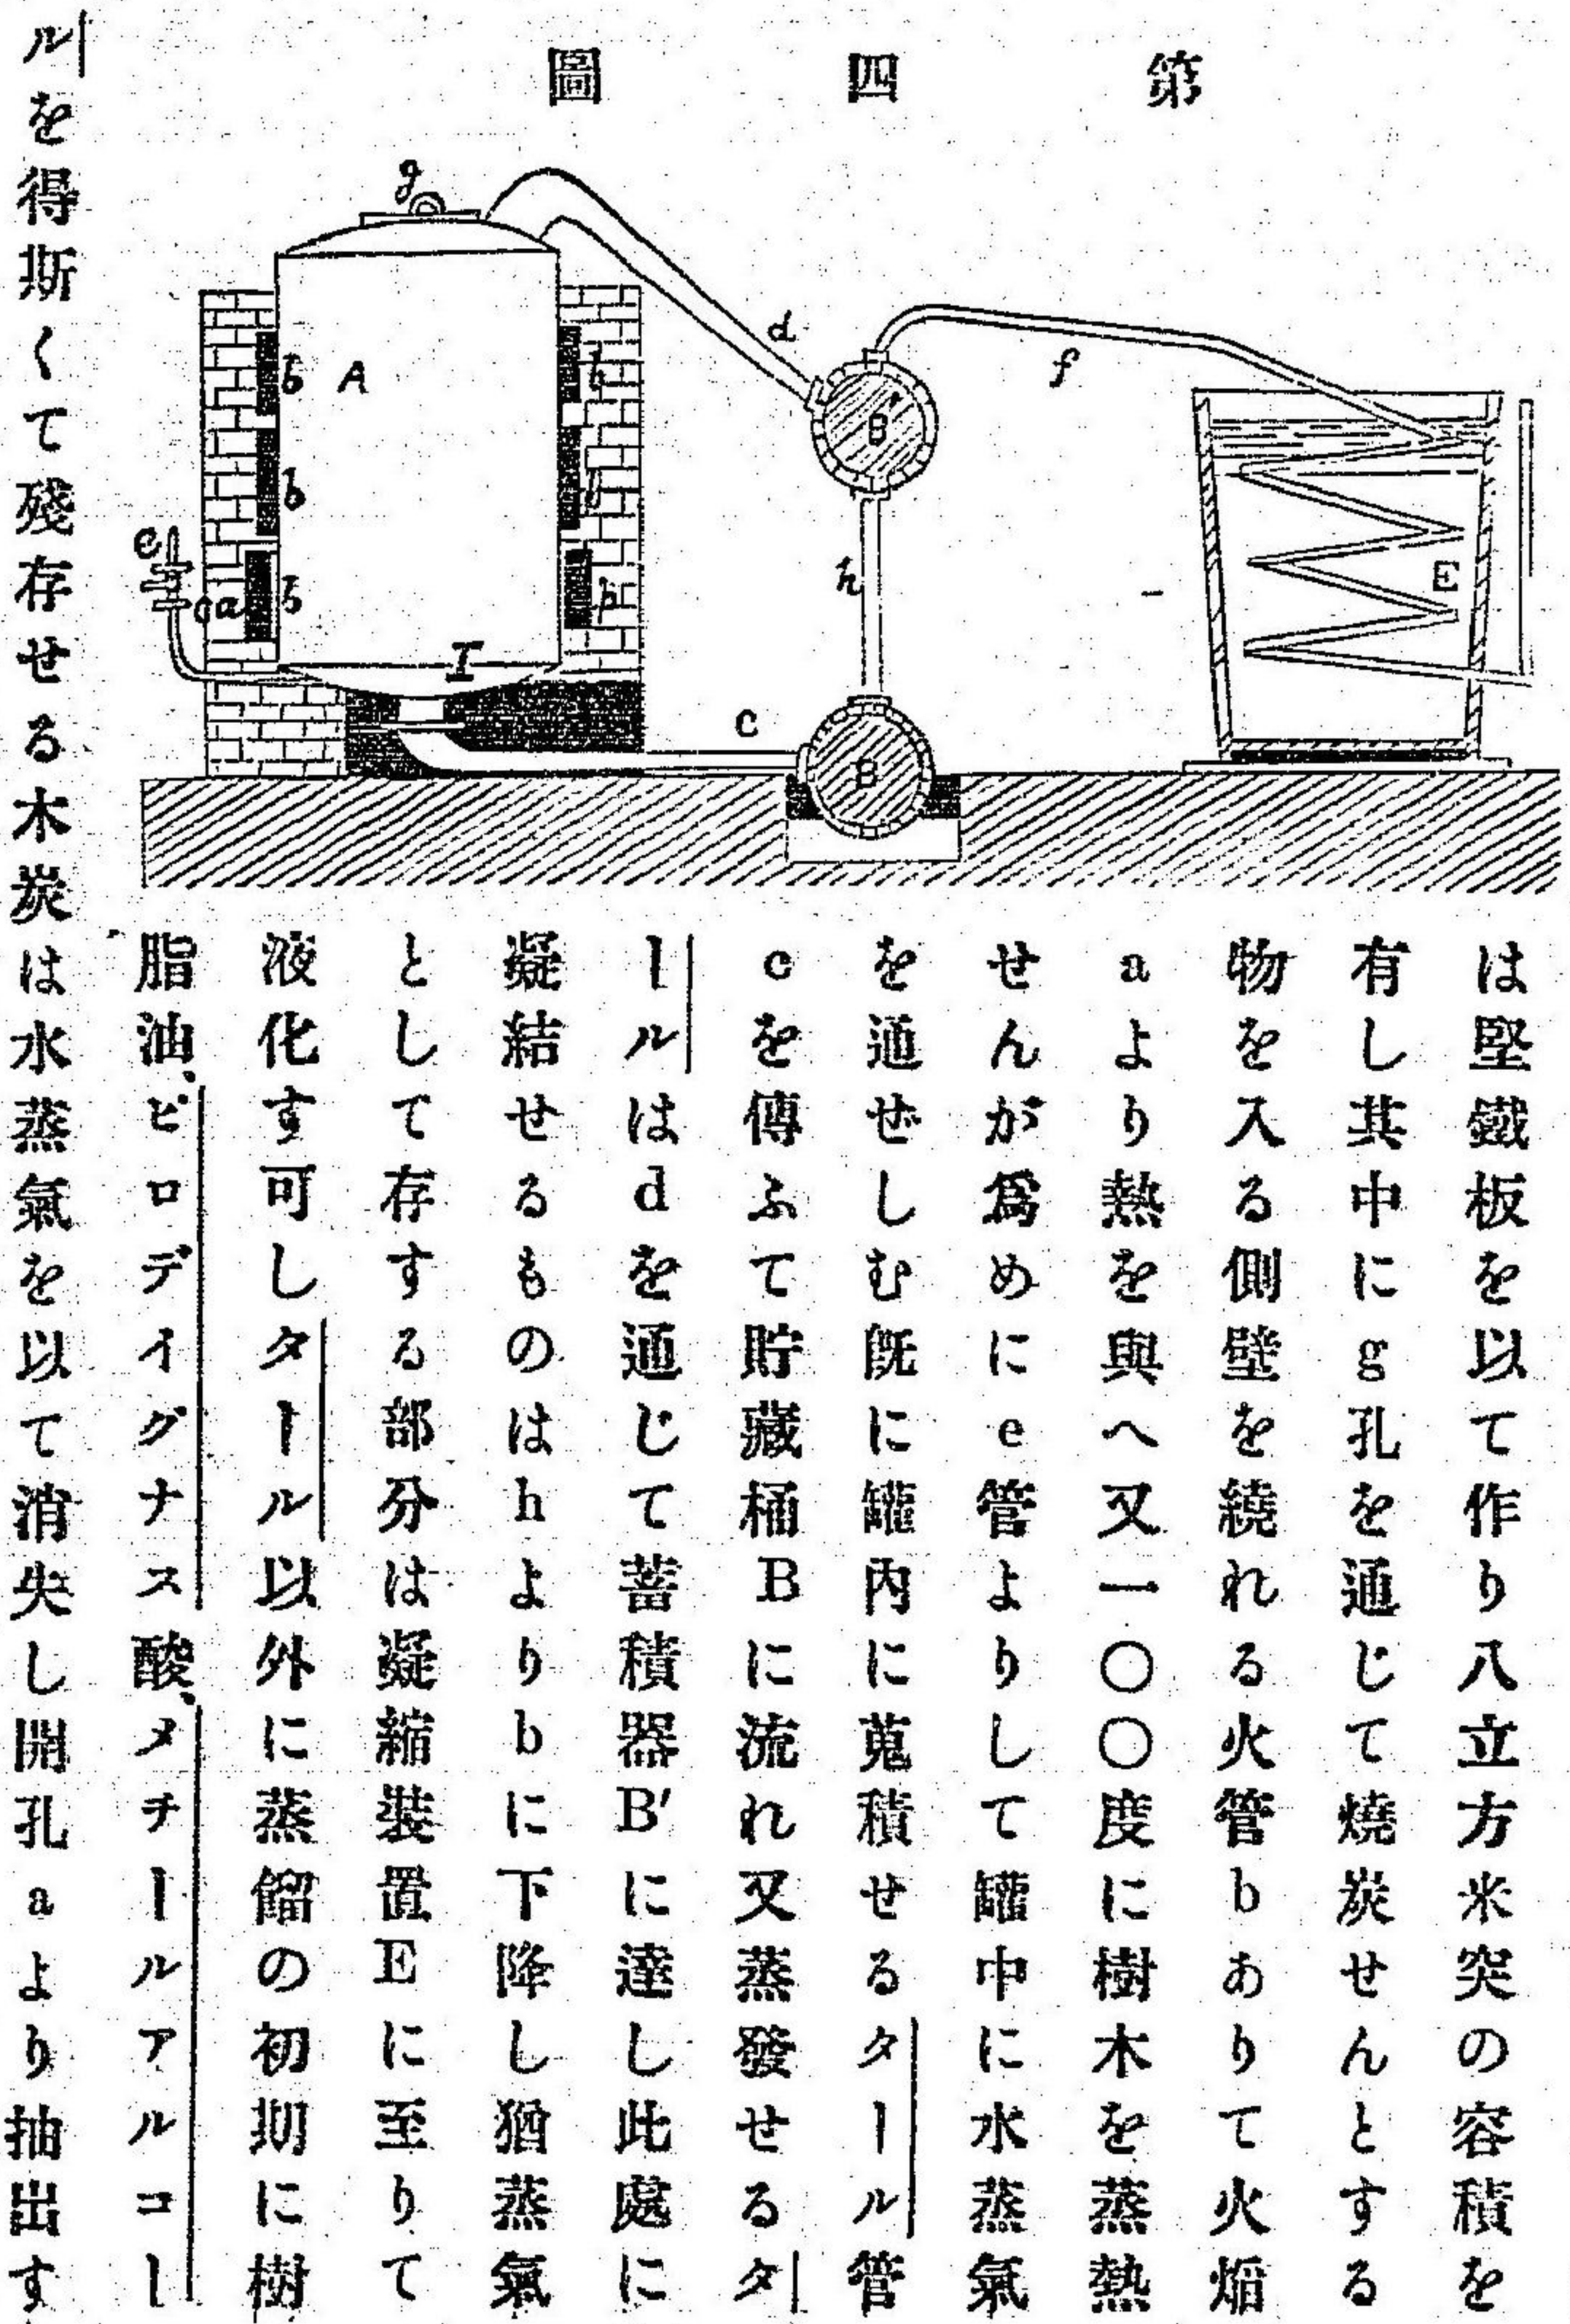 第四圖
g
d
f
b
A
b
B′
b
b
e
h
E
a
b
b
I
c
B
は堅鐵板を以て作り八立方米突の容積を
有し其中にg孔を通じて燒炭せんとする
物を入る側壁を繞れる火管bありて火焔
aより熱を與へ又一〇〇度に樹木を蒸熱
せんが爲めにe管よりして罐中に水蒸氣
を通ぜしむ旣に罐內に蒐積せるタール管
cを傳ふて貯藏桶Bに流れ又蒸發せるタ
ールはdを通じて蓄積器B′に達し此處に
凝結せるものはhよりbに下降し猶蒸氣
として存する部分は凝縮裝置Eに至りて
液化す可しタール以外に蒸餾の初期に樹
脂油、ピロデイグナス酸、メチールアルコー
ルを得斯くて殘存せる木炭は水蒸氣を以て消失し開孔aより抽出す